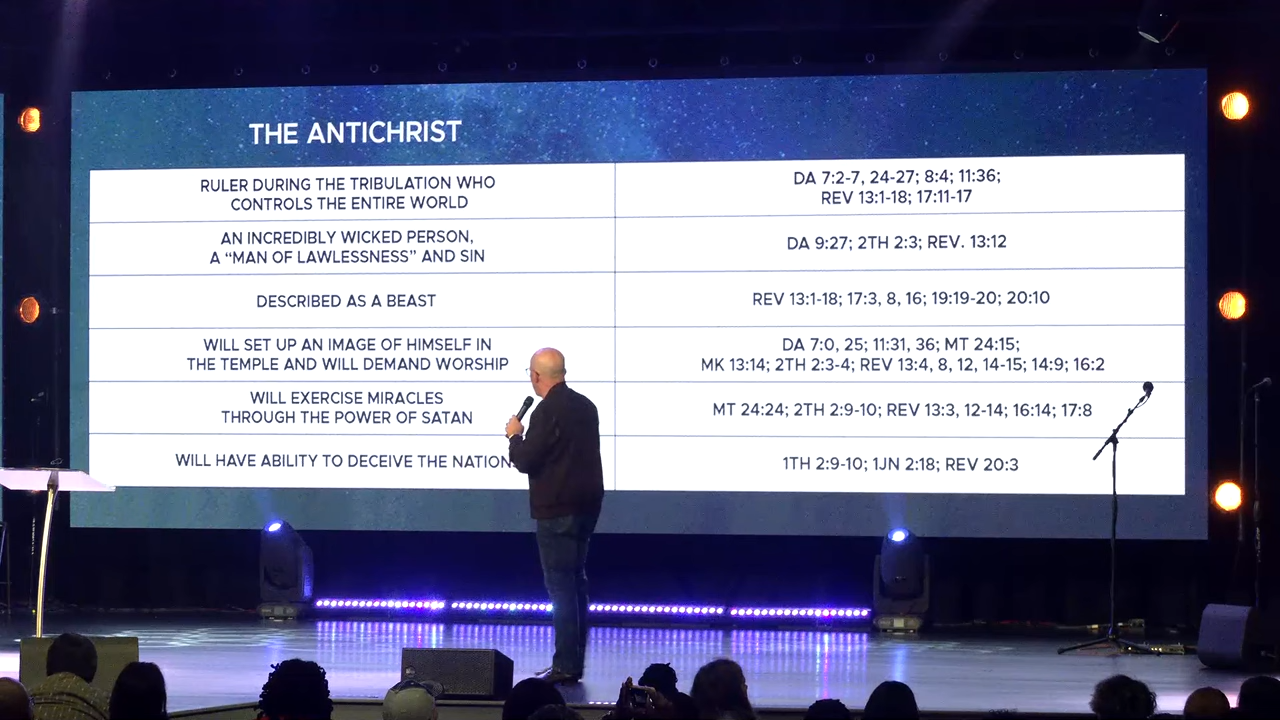 THE ANTICHRIST
RULER DURING THE TRIBULATION WHO
CONTROLS THE ENTIRE WORLD
DA 7:2-7, 24-27; 8:4; 11:36;
REV 13:1-18; 17:11-17
AN INCREDIBLY WICKED PERSON,
A “MAN OF LAWLESSNESS” AND SIN
DA 9:27; 2TH 2:3; REV. 13:12
DESCRIBED AS A BEAST
REV 13:1-18; 17:3, 8, 16; 19:19-20; 20:10
WILL SET UP AN IMAGE OF HIMSELF IN
THE TEMPLE AND WILL DEMAND WORSHIP
DA 7:0, 25; 11:31, 36; MT 24:15;
MK 13:14; 2TH 2:3-4; REV 13:4, 8, 12, 14-15; 14:9; 16:2
WILL EXERCISE MIRACLES
THROUGH THE POWER OF SATAN
MT 24:24; 2TH 2:9-10; REV 13:3, 12-14; 16:14; 17:8
WILL HAVE ABILITY TO DECEIVE THE NATION
1TH 2:9-10; 1JN 2:18; REV 20:3